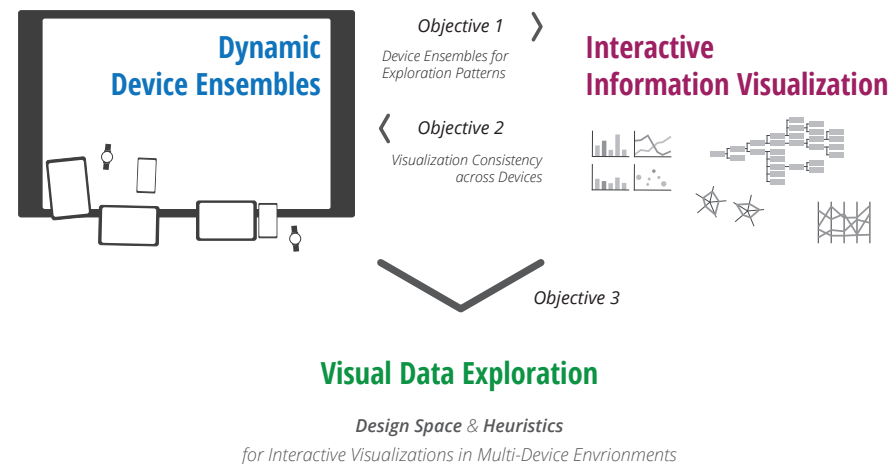 Dynamic
Device Ensembles
Objective 1
Device Ensembles for
Exploration Patterns
Objective 2
Visualization Consistency
across Devices
Interactive
Information Visualization
Objective 3
Visual Data Exploration
Design Space & Heuristics
for Interactive Visualizations in Multi-Device Envrionments